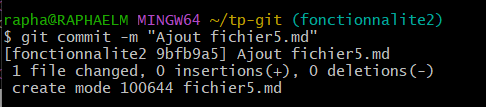 rapha@RAPHAELM MINGW64 ~/tp-git (fonctionnalite2)
$ git commit -m "Ajout fichier5.md"
[fonctionnalite2 9bfb9a5] Ajout fichier5.md
 1 file changed, 0 insertions(+), 0 deletions(-)
 create mode 100644 fichier5.md